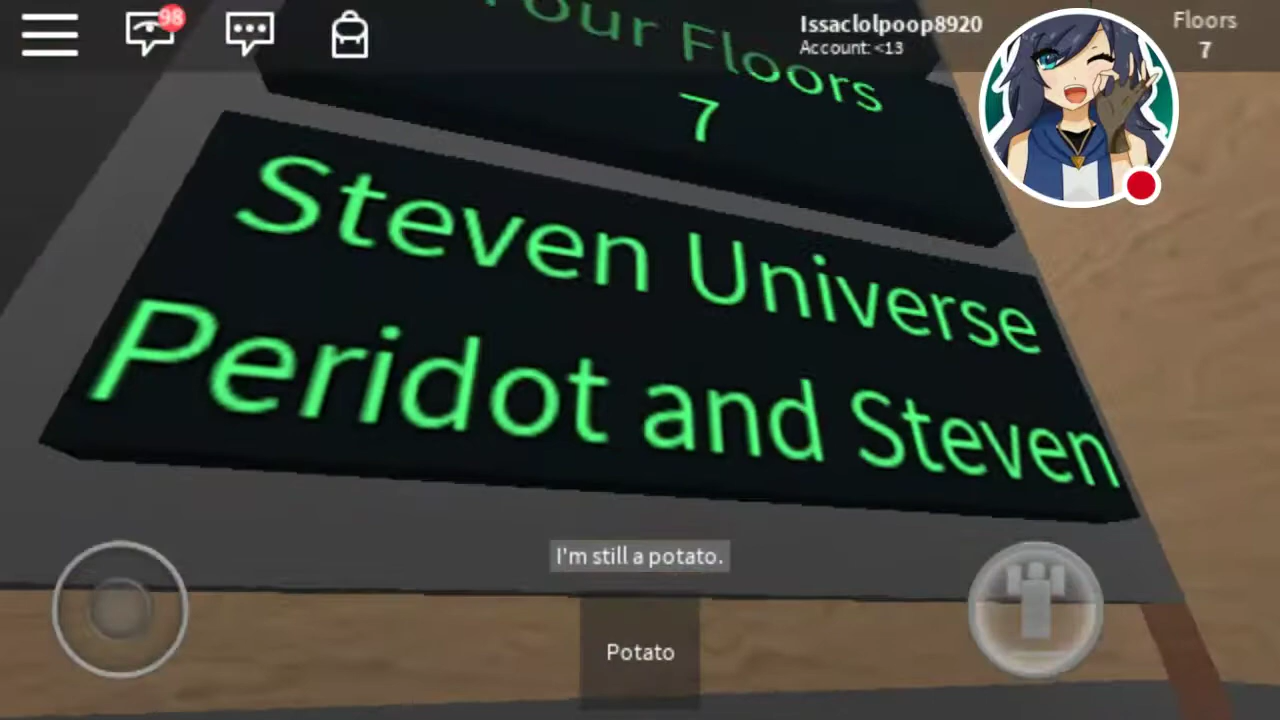 98
Issaclolpoop8920
Account: <13
Floors
7
our Floors
7
Steven Universe
Peridot and Steven
I'm still a potato.
Potato